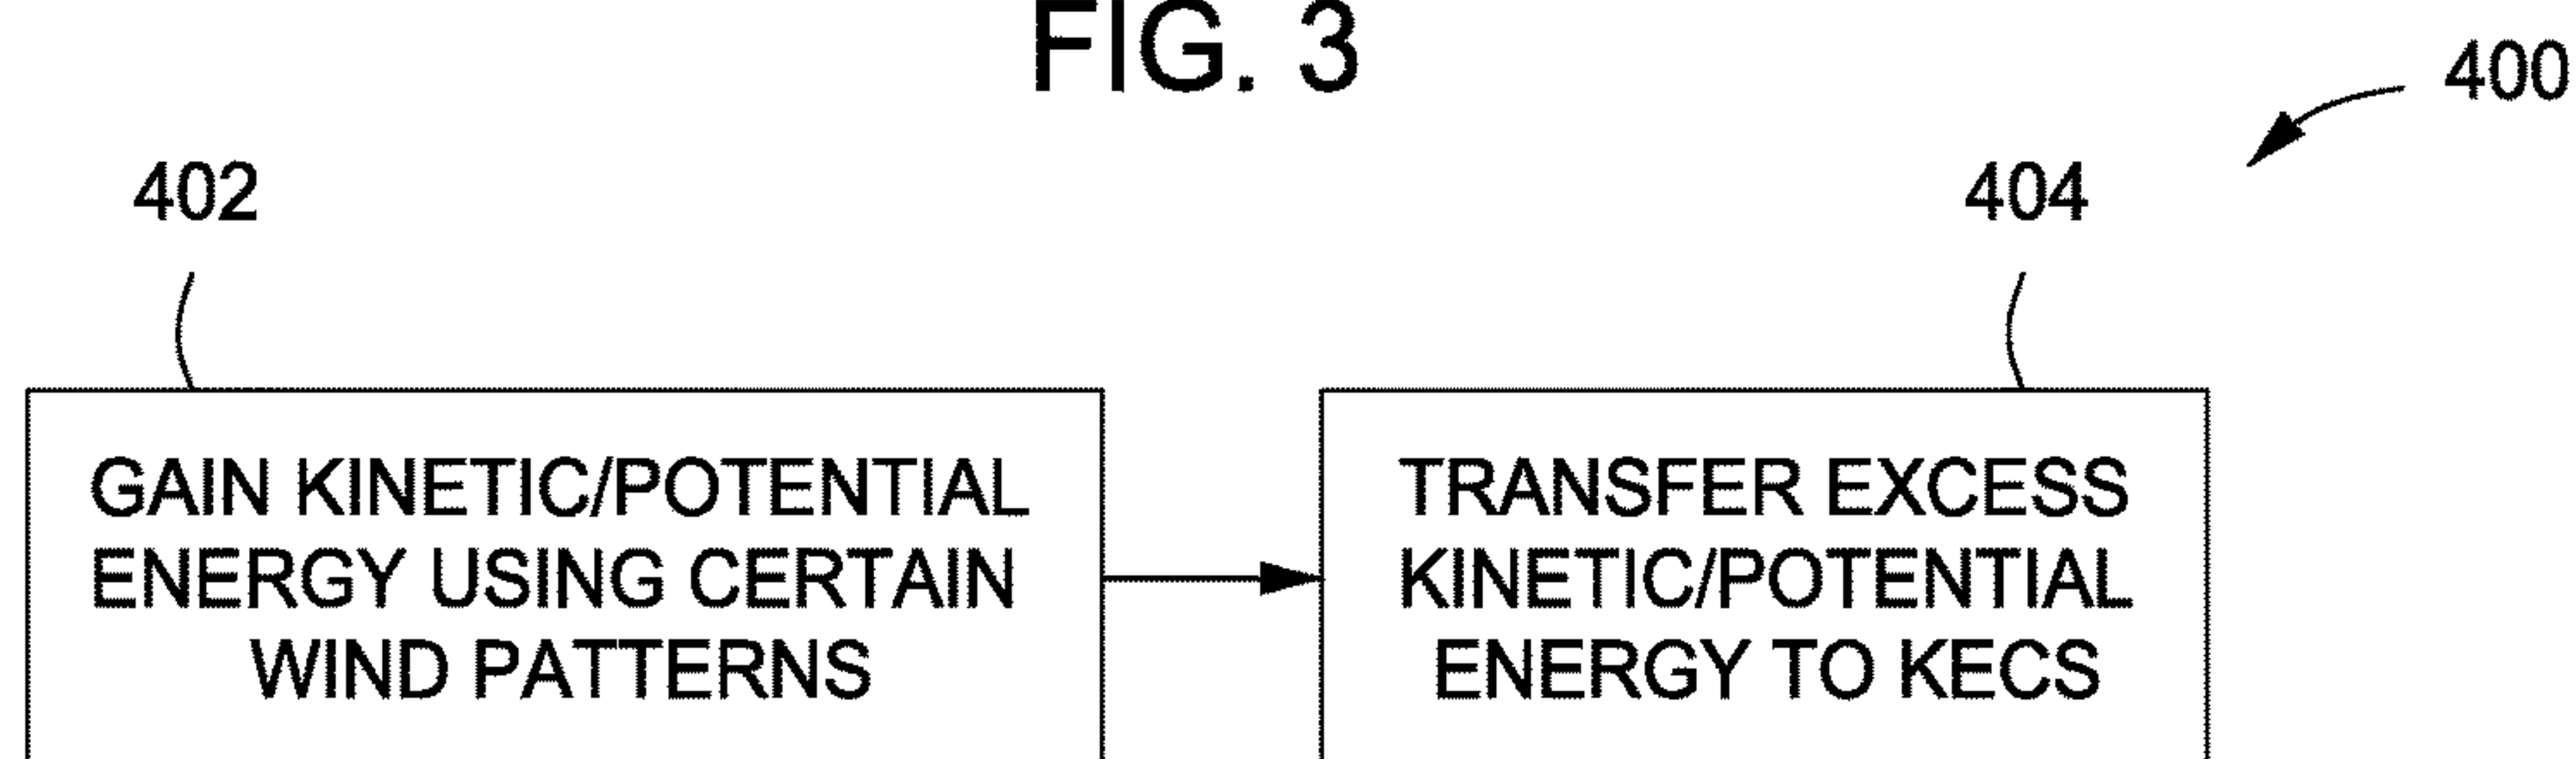 FIG. 3
400
402
404
GAIN KINETIC/POTENTIAL
ENERGY USING CERTAIN
WIND PATTERNS
TRANSFER EXCESS
KINETIC/POTENTIAL
ENERGY TO KECS